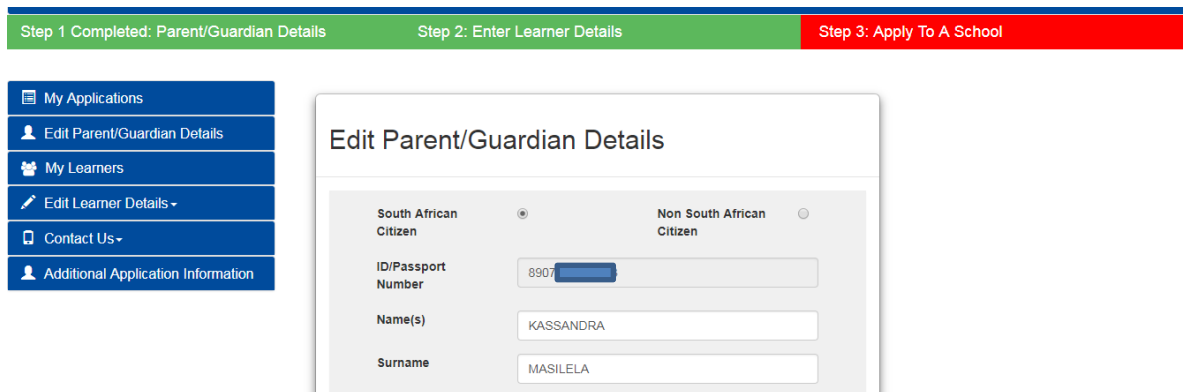 Step 1 Completed: Parent/Guardian Details Step 2: Enter Learner Details Step 3: Apply To A School
My Applications
Edit Parent/Guardian Details
My Learners
Edit Learner Details
Contact Us
Additional Application Information
Edit Parent/Guardian Details
South African Citizen
Non South African Citizen
ID/Passport Number
8907
Name(s)
KASSANDRA
Surname
MASILELA